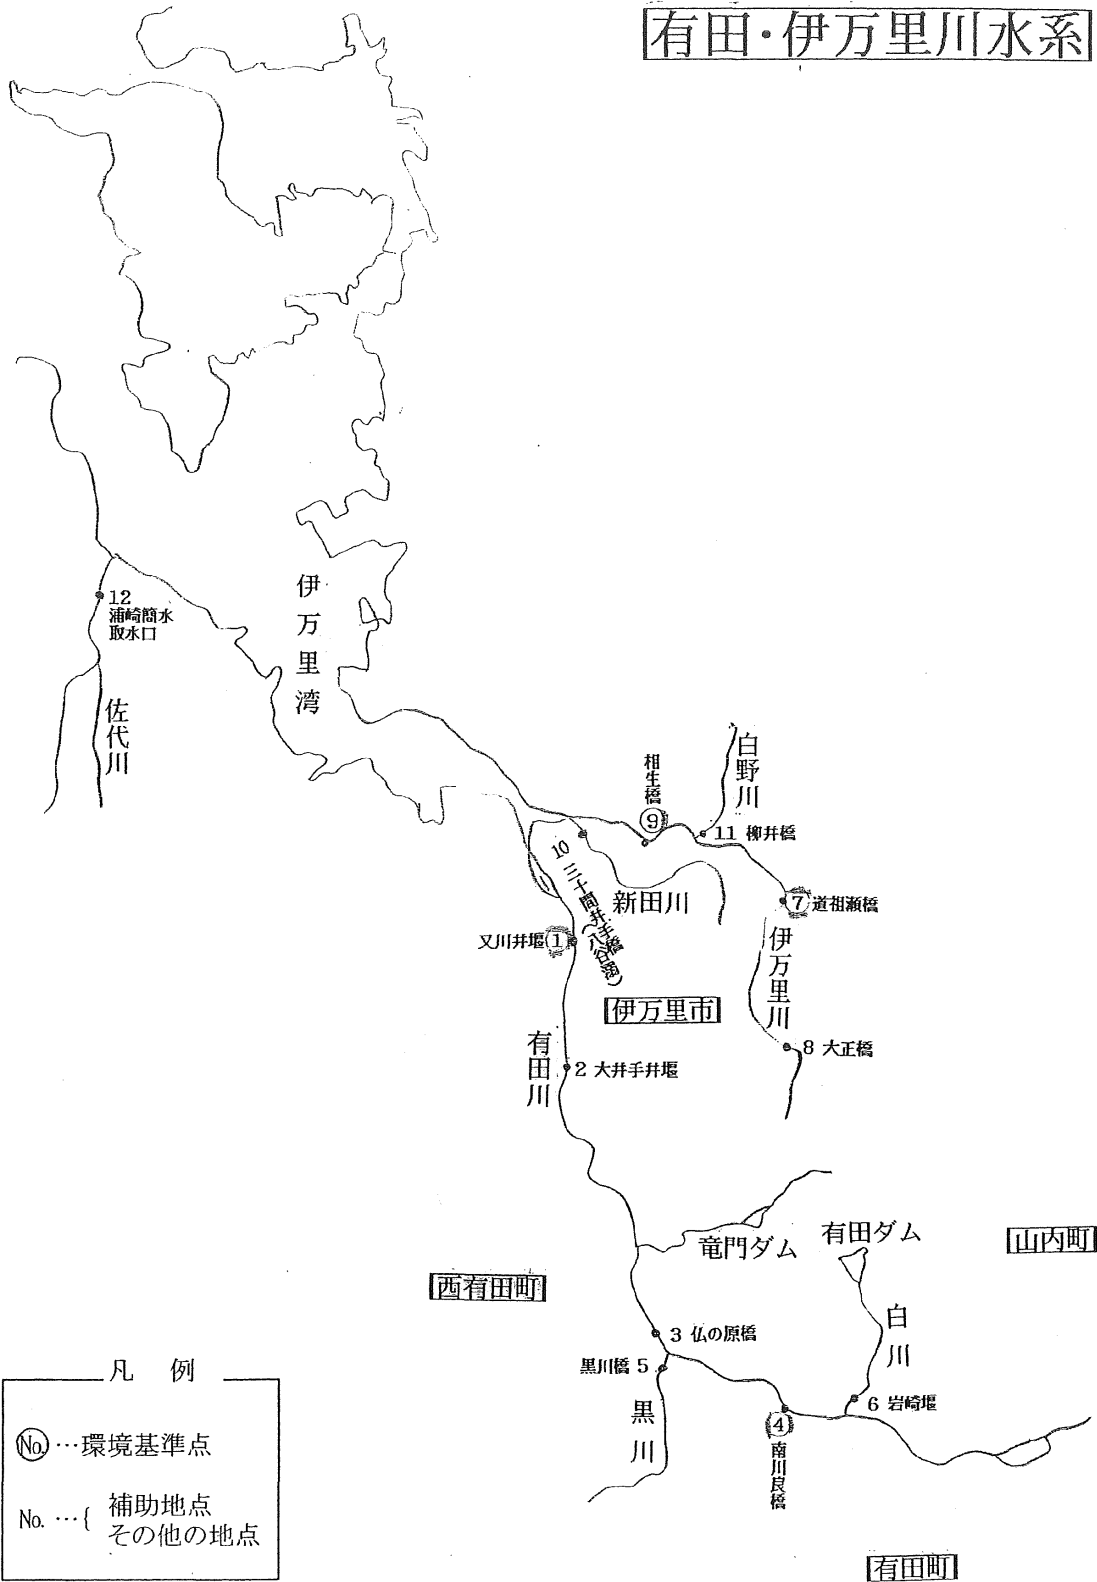 有田・伊万里川水系
伊万里湾
12
浦崎簡水
取水口
佐代川
白野川
相生橋
9
11 柳井橋
10 三十間井手橋
(八谷溺)
新田川
7 道祖瀬橋
又川井堰 1
伊万里川
伊万里市
有田川
8 大正橋
2 大井手井堰
竜門ダム
有田ダム
山内町
西有田町
白川
3 仏の原橋
黒川橋 5
6 岩崎堰
黒川
4
南川良橋
有田町
凡例
No. …環境基準点
No. …{ 補助地点
その他の地点